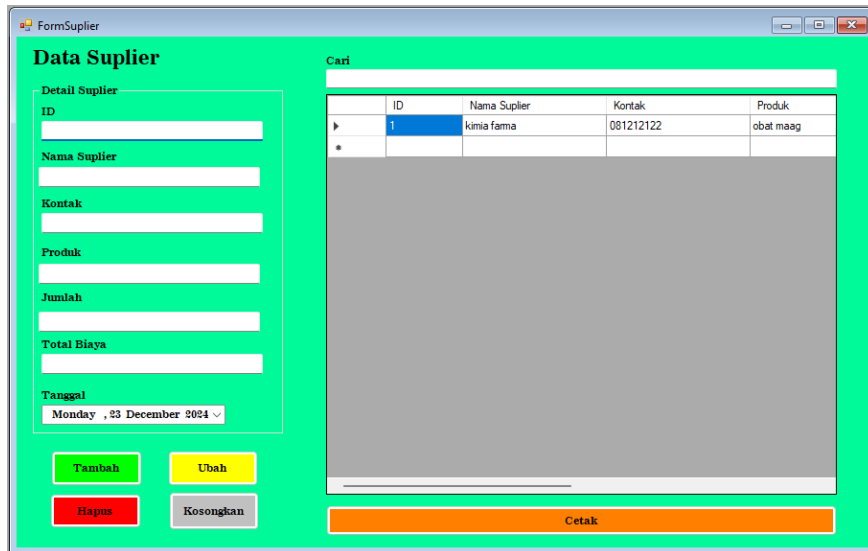 FormSuplier
Data Suplier
Detail Suplier
ID
Nama Suplier
Kontak
Produk
Jumlah
Total Biaya
Tanggal
Monday , 23 December 2024
Tambah Ubah
Hapus Kosongkan
Cari
ID Nama Suplier Kontak Produk
1 kimia farma 081212122 obat maag
Cetak